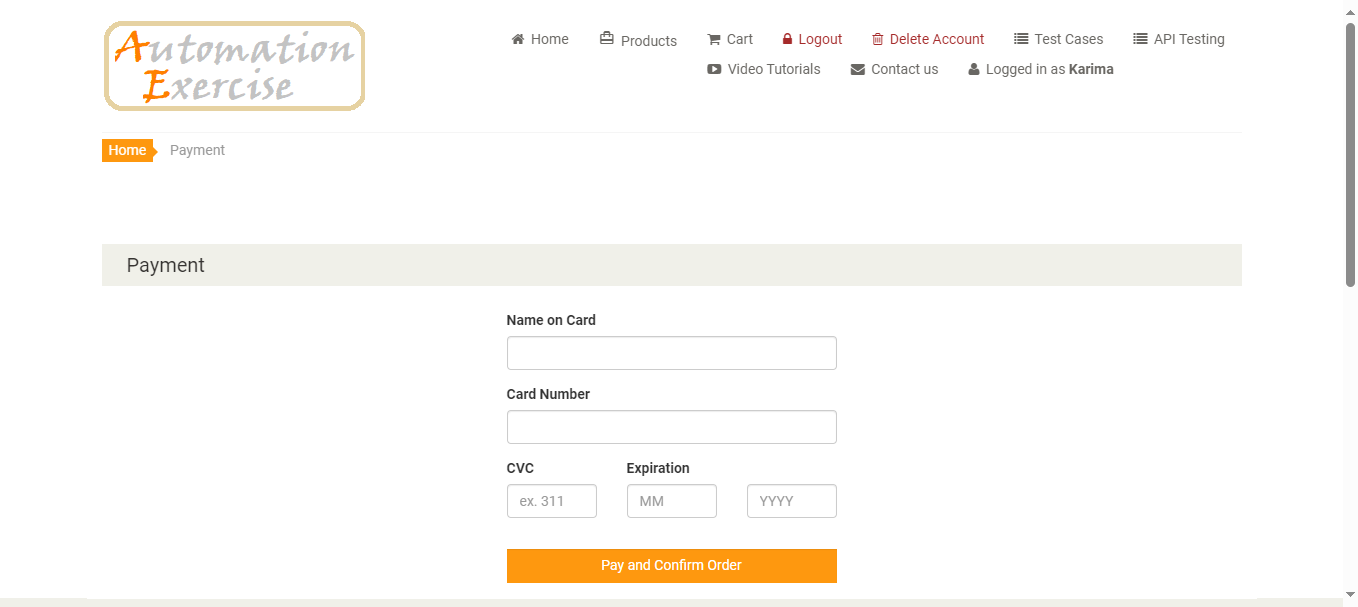 Automation
Exercise
Home Products Cart Logout Delete Account Test Cases API Testing
Video Tutorials Contact us Logged in as Karima
Home Payment
Payment
Name on Card
Card Number
CVC Expiration
ex. 311 MM YYYY
Pay and Confirm Order